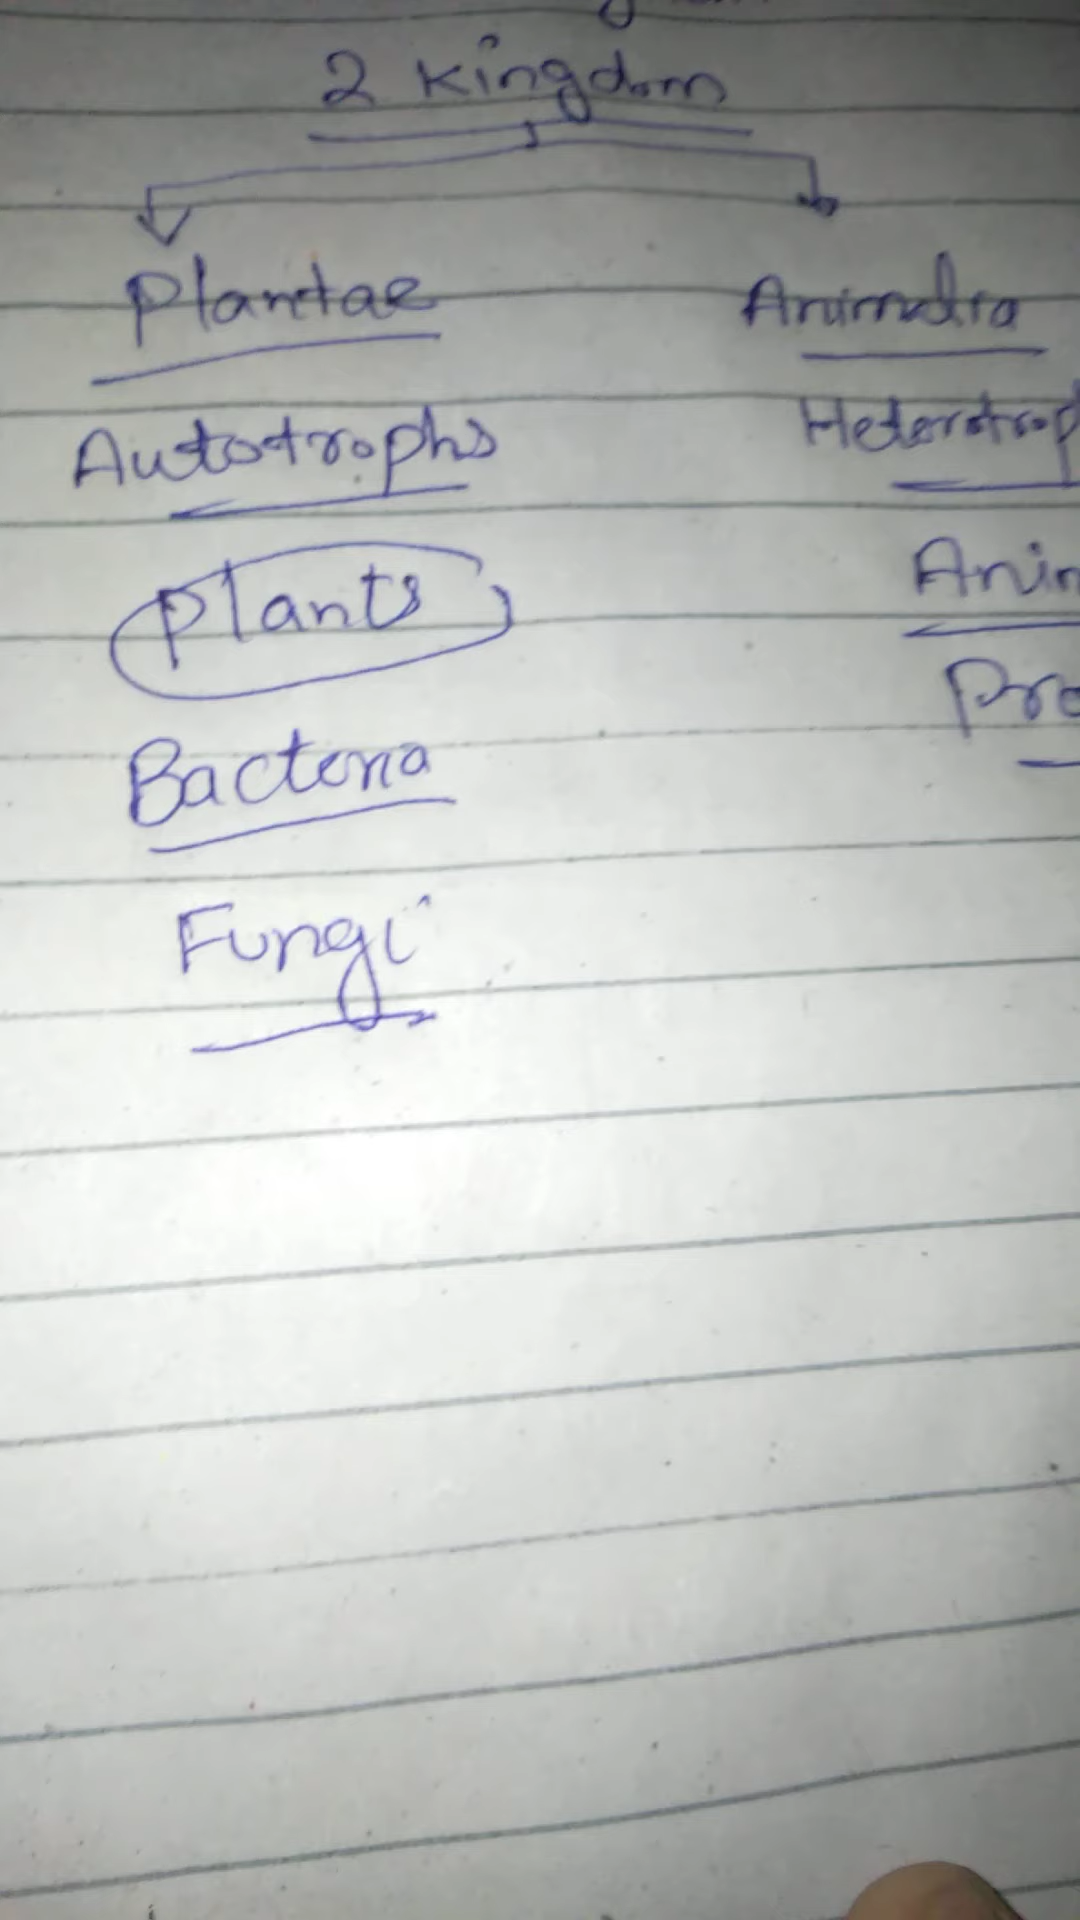 2 Kingdom
Plantae
Animalia
Autotrophs
Heterotrop
Plants
Anim
Bacteria
Pro
Fungi